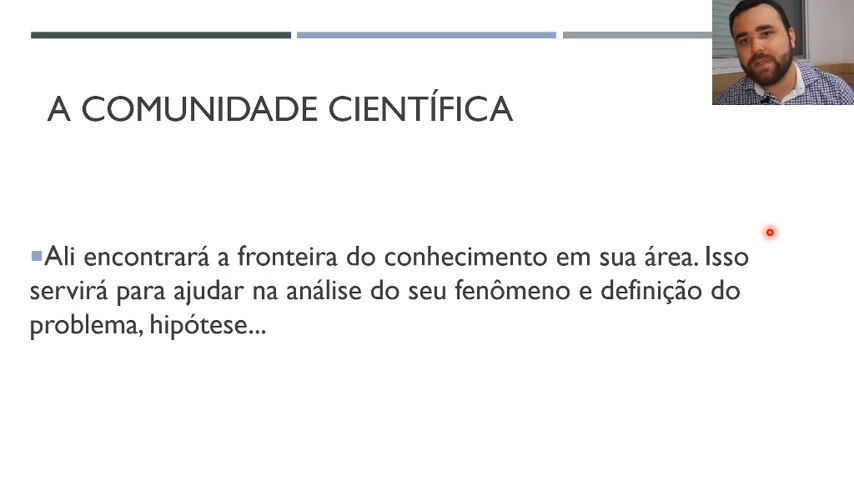 A COMUNIDADE CIENTÍFICA
Ali encontrará a fronteira do conhecimento em sua área. Isso
servirá para ajudar na análise do seu fenômeno e definição do
problema, hipótese...